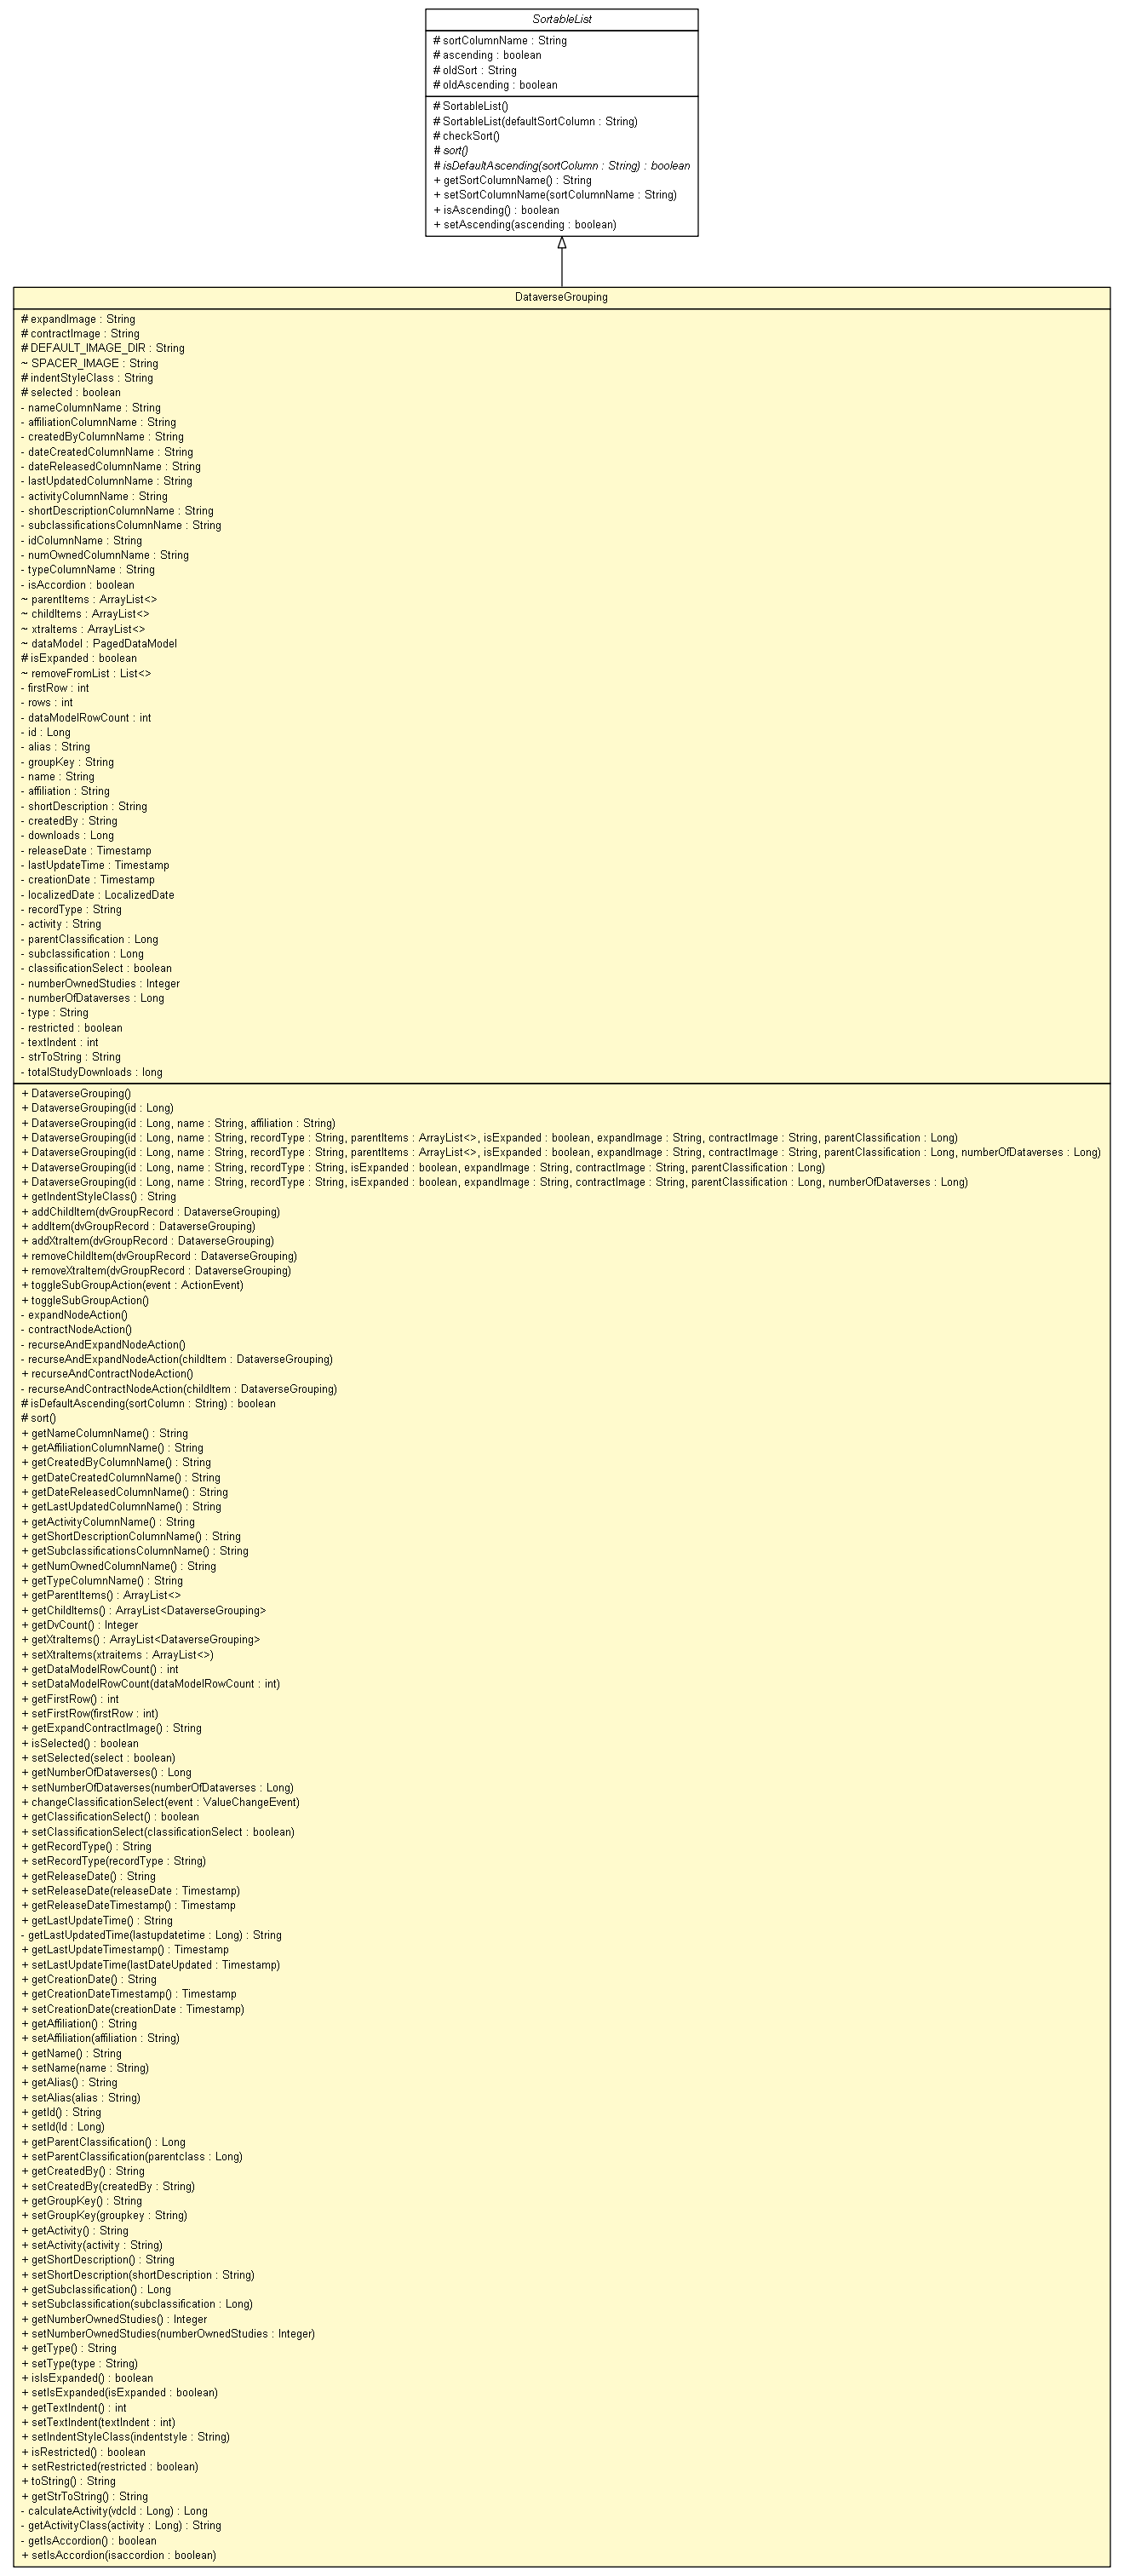 SortableList
# sortColumnName : String
# ascending : boolean
# oldSort : String
# oldAscending : boolean
# SortableList()
# SortableList(defaultSortColumn : String)
# checkSort()
# sort()
# isDefaultAscending(sortColumn : String) : boolean
+ getSortColumnName() : String
+ setSortColumnName(sortColumnName : String)
+ isAscending() : boolean
+ setAscending(ascending : boolean)
DataverseGrouping
# expandImage : String
# contractImage : String
# DEFAULT_IMAGE_DIR : String
~ SPACER_IMAGE : String
# indentStyleClass : String
# selected : boolean
- nameColumnName : String
- affiliationColumnName : String
- createdByColumnName : String
- dateCreatedColumnName : String
- dateReleasedColumnName : String
- lastUpdatedColumnName : String
- activityColumnName : String
- shortDescriptionColumnName : String
- subclassificationsColumnName : String
- idColumnName : String
- numOwnedColumnName : String
- typeColumnName : String
- isAccordion : boolean
~ parentItems : ArrayList<>
~ childItems : ArrayList<>
~ xtraItems : ArrayList<>
~ dataModel : PagedDataModel
# isExpanded : boolean
~ removeFromList : List<>
- firstRow : int
- rows : int
- dataModelRowCount : int
- id : Long
- alias : String
- groupKey : String
- name : String
- affiliation : String
- shortDescription : String
- createdBy : String
- downloads : Long
- releaseDate : Timestamp
- lastUpdateTime : Timestamp
- creationDate : Timestamp
- localizedDate : LocalizedDate
- recordType : String
- activity : String
- parentClassification : Long
- subclassification : Long
- classificationSelect : boolean
- numberOwnedStudies : Integer
- numberOfDataverses : Long
- type : String
- restricted : boolean
- textIndent : int
- strToString : String
- totalStudyDownloads : long
+ DataverseGrouping()
+ DataverseGrouping(id : Long)
+ DataverseGrouping(id : Long, name : String, affiliation : String)
+ DataverseGrouping(id : Long, name : String, recordType : String, parentItems : ArrayList<>, isExpanded : boolean, expandImage : String, contractImage : String, parentClassification : Long)
+ DataverseGrouping(id : Long, name : String, recordType : String, parentItems : ArrayList<>, isExpanded : boolean, expandImage : String, contractImage : String, parentClassification : Long, numberOfDataverses : Long)
+ DataverseGrouping(id : Long, name : String, recordType : String, isExpanded : boolean, expandImage : String, contractImage : String, parentClassification : Long)
+ DataverseGrouping(id : Long, name : String, recordType : String, isExpanded : boolean, expandImage : String, contractImage : String, parentClassification : Long, numberOfDataverses : Long)
+ getIndentStyleClass() : String
+ addChildItem(dvGroupRecord : DataverseGrouping)
+ addItem(dvGroupRecord : DataverseGrouping)
+ addXtraItem(dvGroupRecord : DataverseGrouping)
+ removeChildItem(dvGroupRecord : DataverseGrouping)
+ removeXtraItem(dvGroupRecord : DataverseGrouping)
+ toggleSubGroupAction(event : ActionEvent)
+ toggleSubGroupAction()
- expandNodeAction()
- contractNodeAction()
- recurseAndExpandNodeAction()
- recurseAndExpandNodeAction(childItem : DataverseGrouping)
+ recurseAndContractNodeAction()
- recurseAndContractNodeAction(childItem : DataverseGrouping)
# isDefaultAscending(sortColumn : String) : boolean
# sort()
+ getNameColumnName() : String
+ getAffiliationColumnName() : String
+ getCreatedByColumnName() : String
+ getDateCreatedColumnName() : String
+ getDateReleasedColumnName() : String
+ getLastUpdatedColumnName() : String
+ getActivityColumnName() : String
+ getShortDescriptionColumnName() : String
+ getSubclassificationsColumnName() : String
+ getNumOwnedColumnName() : String
+ getTypeColumnName() : String
+ getParentItems() : ArrayList<>
+ getChildItems() : ArrayList<DataverseGrouping>
+ getDvCount() : Integer
+ getXtraItems() : ArrayList<DataverseGrouping>
+ setXtraItems(xtraitems : ArrayList<>)
+ getDataModelRowCount() : int
+ setDataModelRowCount(dataModelRowCount : int)
+ getFirstRow() : int
+ setFirstRow(firstRow : int)
+ getExpandContractImage() : String
+ isSelected() : boolean
+ setSelected(select : boolean)
+ getNumberOfDataverses() : Long
+ setNumberOfDataverses(numberOfDataverses : Long)
+ changeClassificationSelect(event : ValueChangeEvent)
+ getClassificationSelect() : boolean
+ setClassificationSelect(classificationSelect : boolean)
+ getRecordType() : String
+ setRecordType(recordType : String)
+ getReleaseDate() : String
+ setReleaseDate(releaseDate : Timestamp)
+ getReleaseDateTimestamp() : Timestamp
+ getLastUpdateTime() : String
- getLastUpdatedTime(lastupdatetime : Long) : String
+ getLastUpdateTimestamp() : Timestamp
+ setLastUpdateTime(lastDateUpdated : Timestamp)
+ getCreationDate() : String
+ getCreationDateTimestamp() : Timestamp
+ setCreationDate(creationDate : Timestamp)
+ getAffiliation() : String
+ setAffiliation(affiliation : String)
+ getName() : String
+ setName(name : String)
+ getAlias() : String
+ setAlias(alias : String)
+ getId() : String
+ setId(Id : Long)
+ getParentClassification() : Long
+ setParentClassification(parentclass : Long)
+ getCreatedBy() : String
+ setCreatedBy(createdBy : String)
+ getGroupKey() : String
+ setGroupKey(groupkey : String)
+ getActivity() : String
+ setActivity(activity : String)
+ getShortDescription() : String
+ setShortDescription(shortDescription : String)
+ getSubclassification() : Long
+ setSubclassification(subclassification : Long)
+ getNumberOwnedStudies() : Integer
+ setNumberOwnedStudies(numberOwnedStudies : Integer)
+ getType() : String
+ setType(type : String)
+ isIsExpanded() : boolean
+ setIsExpanded(isExpanded : boolean)
+ getTextIndent() : int
+ setTextIndent(textIndent : int)
+ setIndentStyleClass(indentstyle : String)
+ isRestricted() : boolean
+ setRestricted(restricted : boolean)
+ toString() : String
+ getStrToString() : String
- calculateActivity(vdcId : Long) : Long
- getActivityClass(activity : Long) : String
- getIsAccordion() : boolean
+ setIsAccordion(isaccordion : boolean)